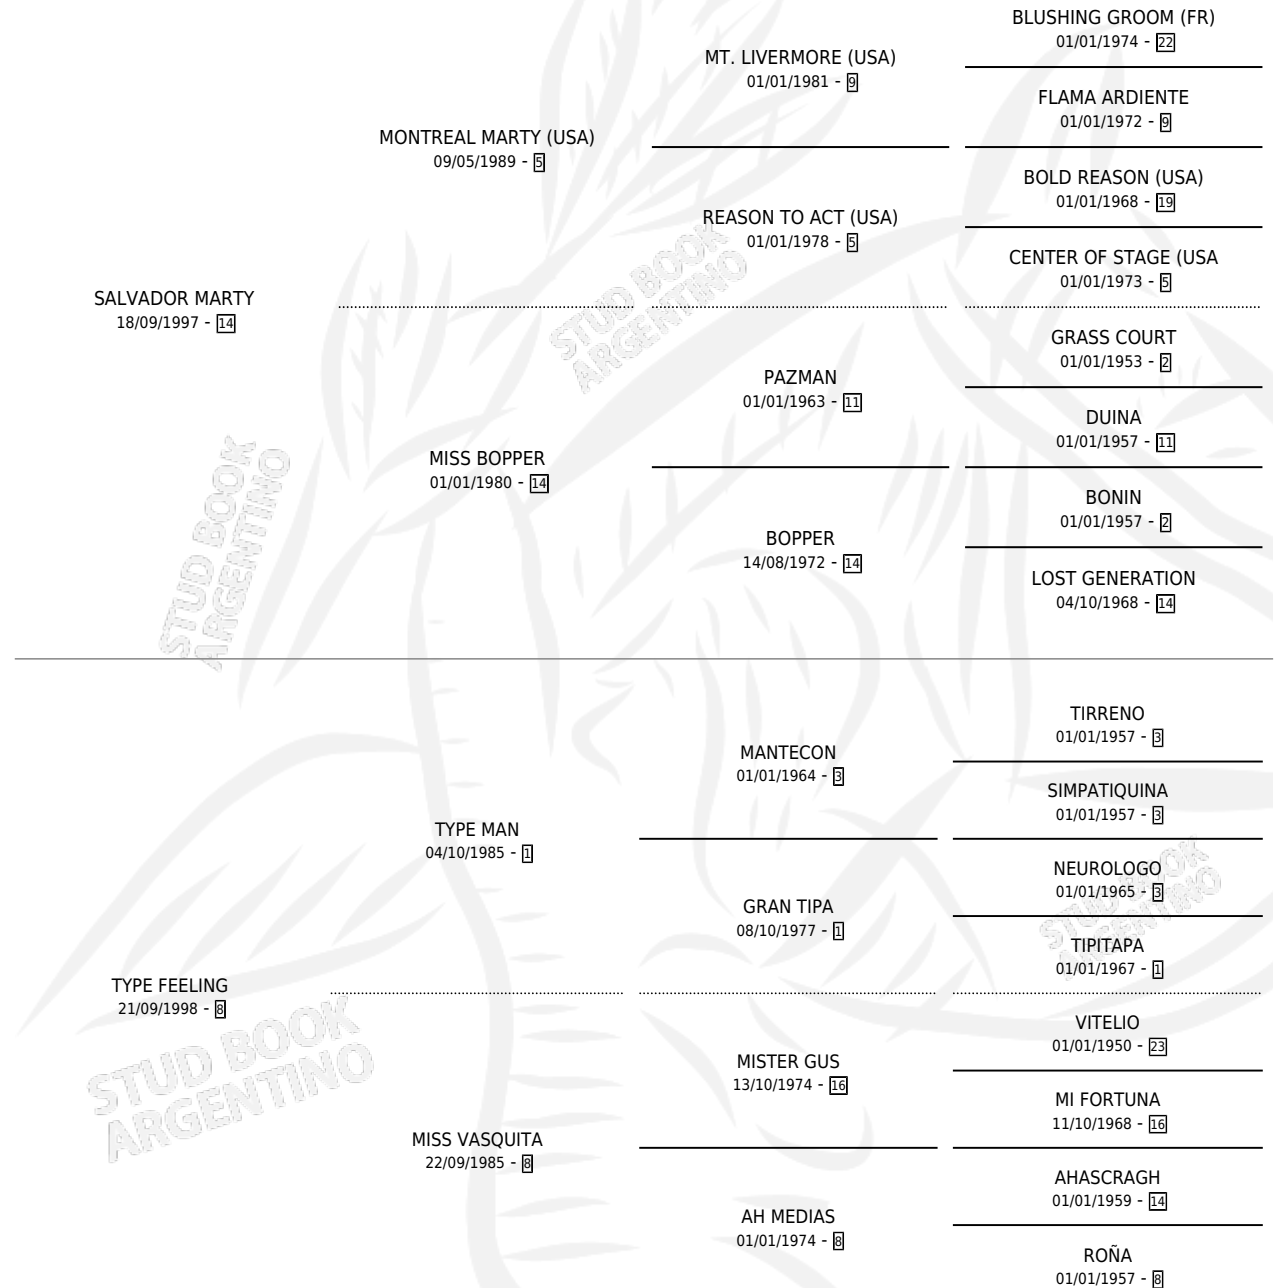 BLUSHING GROOM (FR)
01/01/1974 - 22
MT. LIVERMORE (USA)
01/01/1981 - 9
FLAMA ARDIENTE
01/01/1972 - 9
MONTREAL MARTY (USA)
09/05/1989 - 5
BOLD REASON (USA)
01/01/1968 - 19
REASON TO ACT (USA)
01/01/1978 - 5
CENTER OF STAGE (USA
01/01/1973 - 5
SALVADOR MARTY
18/09/1997 - 14
STUD BOOK
ARGENTINO
GRASS COURT
01/01/1953 - 2
PAZMAN
01/01/1963 - 11
DUINA
01/01/1957 - 11
MISS BOPPER
01/01/1980 - 14
BONIN
01/01/1957 - 2
BOPPER
14/08/1972 - 14
LOST GENERATION
04/10/1968 - 14
STUD BOOK
ARGENTINO
TIRRENO
01/01/1957 - 3
MANTECON
01/01/1964 - 3
SIMPATIQUINA
01/01/1957 - 3
TYPE MAN
04/10/1985 - 1
NEUROLOGO
01/01/1965 - 3
GRAN TIPA
08/10/1977 - 1
TIPITAPA
01/01/1967 - 1
STUD BOOK
ARGENTINO
TYPE FEELING
21/09/1998 - 8
VITELIO
01/01/1950 - 23
MISTER GUS
13/10/1974 - 16
MI FORTUNA
11/10/1968 - 16
STUD BOOK
ARGENTINO
MISS VASQUITA
22/09/1985 - 8
AHASCRAGH
01/01/1959 - 14
AH MEDIAS
01/01/1974 - 8
ROÑA
01/01/1957 - 8